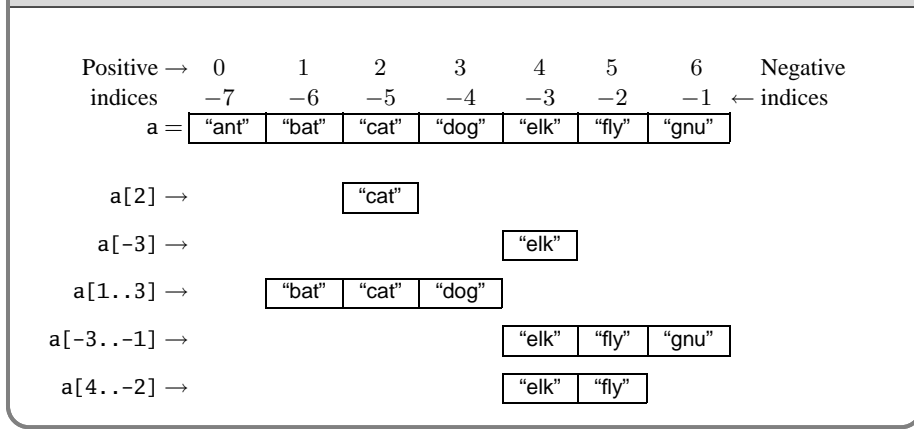 Positive → 0 1 2 3 4 5 6 Negative
indices −7 −6 −5 −4 −3 −2 −1 ← indices
a = “ant” “bat” “cat” “dog” “elk” “fly” “gnu”
a[2] → “cat”
a[-3] → “elk”
a[1..3] → “bat” “cat” “dog”
a[-3..-1] → “elk” “fly” “gnu”
a[4..-2] → “elk” “fly”